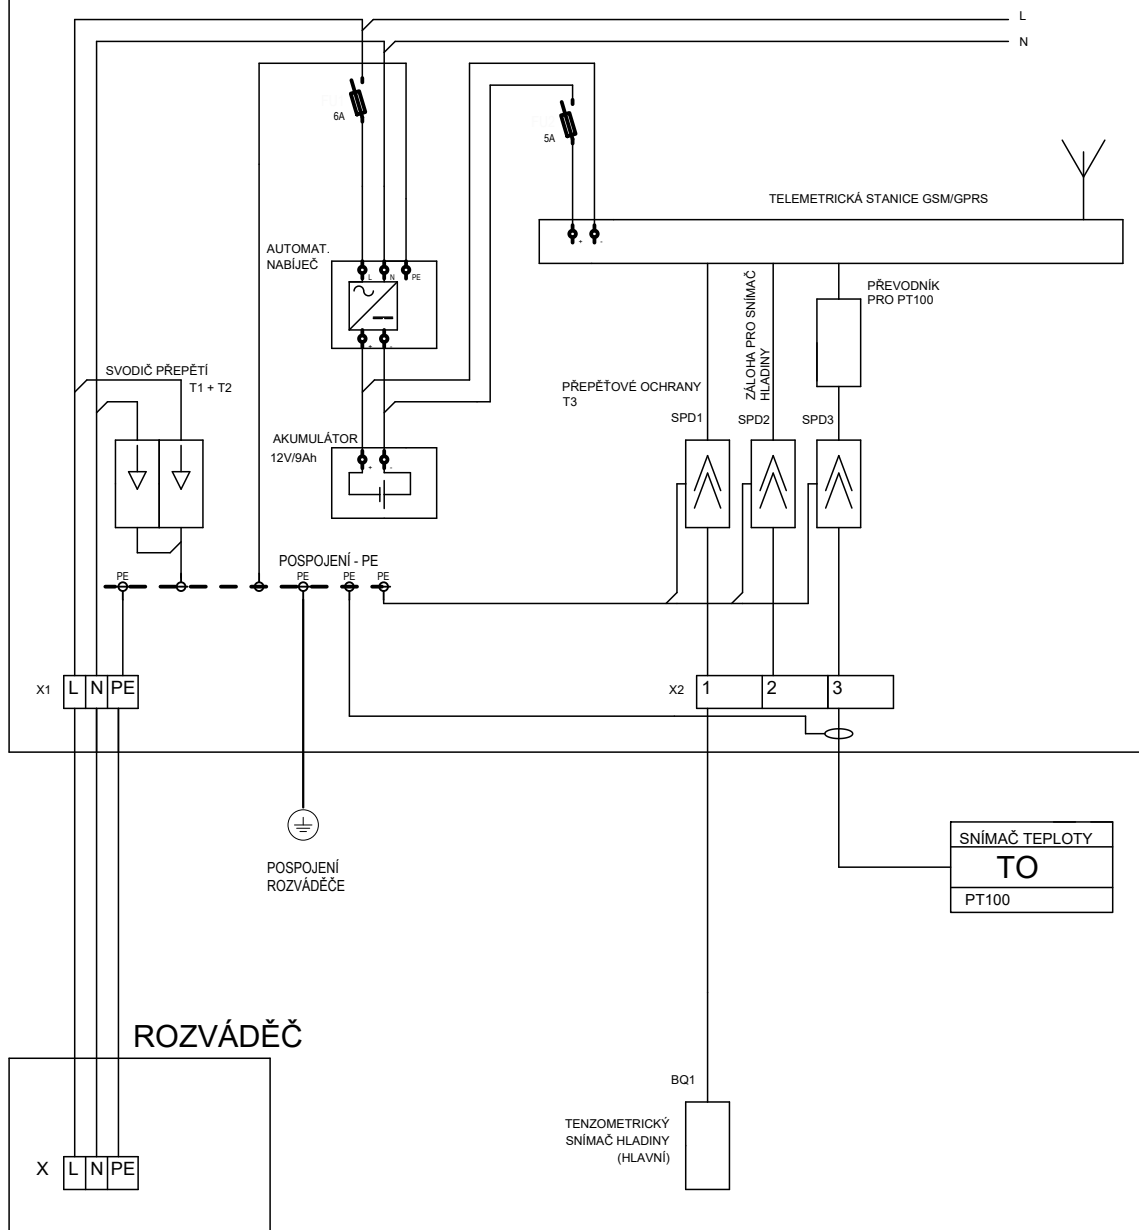 L
N
6A
5A
TELEMETRICKÁ STANICE GSM/GPRS
+ -
AUTOMAT.
NABÍJEČ
L N PE
+ -
PŘEVODNÍK
PRO PT100
ZÁLOHA PRO SNÍMAČ
HLADINY
SVODIČ PŘEPĚTÍ
T1 + T2
PŘEPĚŤOVÉ OCHRANY
T3
SPD1
SPD2
SPD3
AKUMULÁTOR
12V/9Ah
+ -
POSPOJENÍ - PE
PE
PE
PE
PE
X1 L N PE
X2 1 2 3
POSPOJENÍ
ROZVÁDĚČE
SNÍMAČ TEPLOTY
TO
PT100
ROZVÁDĚČ
BQ1
TENZOMETRICKÝ
SNÍMAČ HLADINY
(HLAVNÍ)
X L N PE